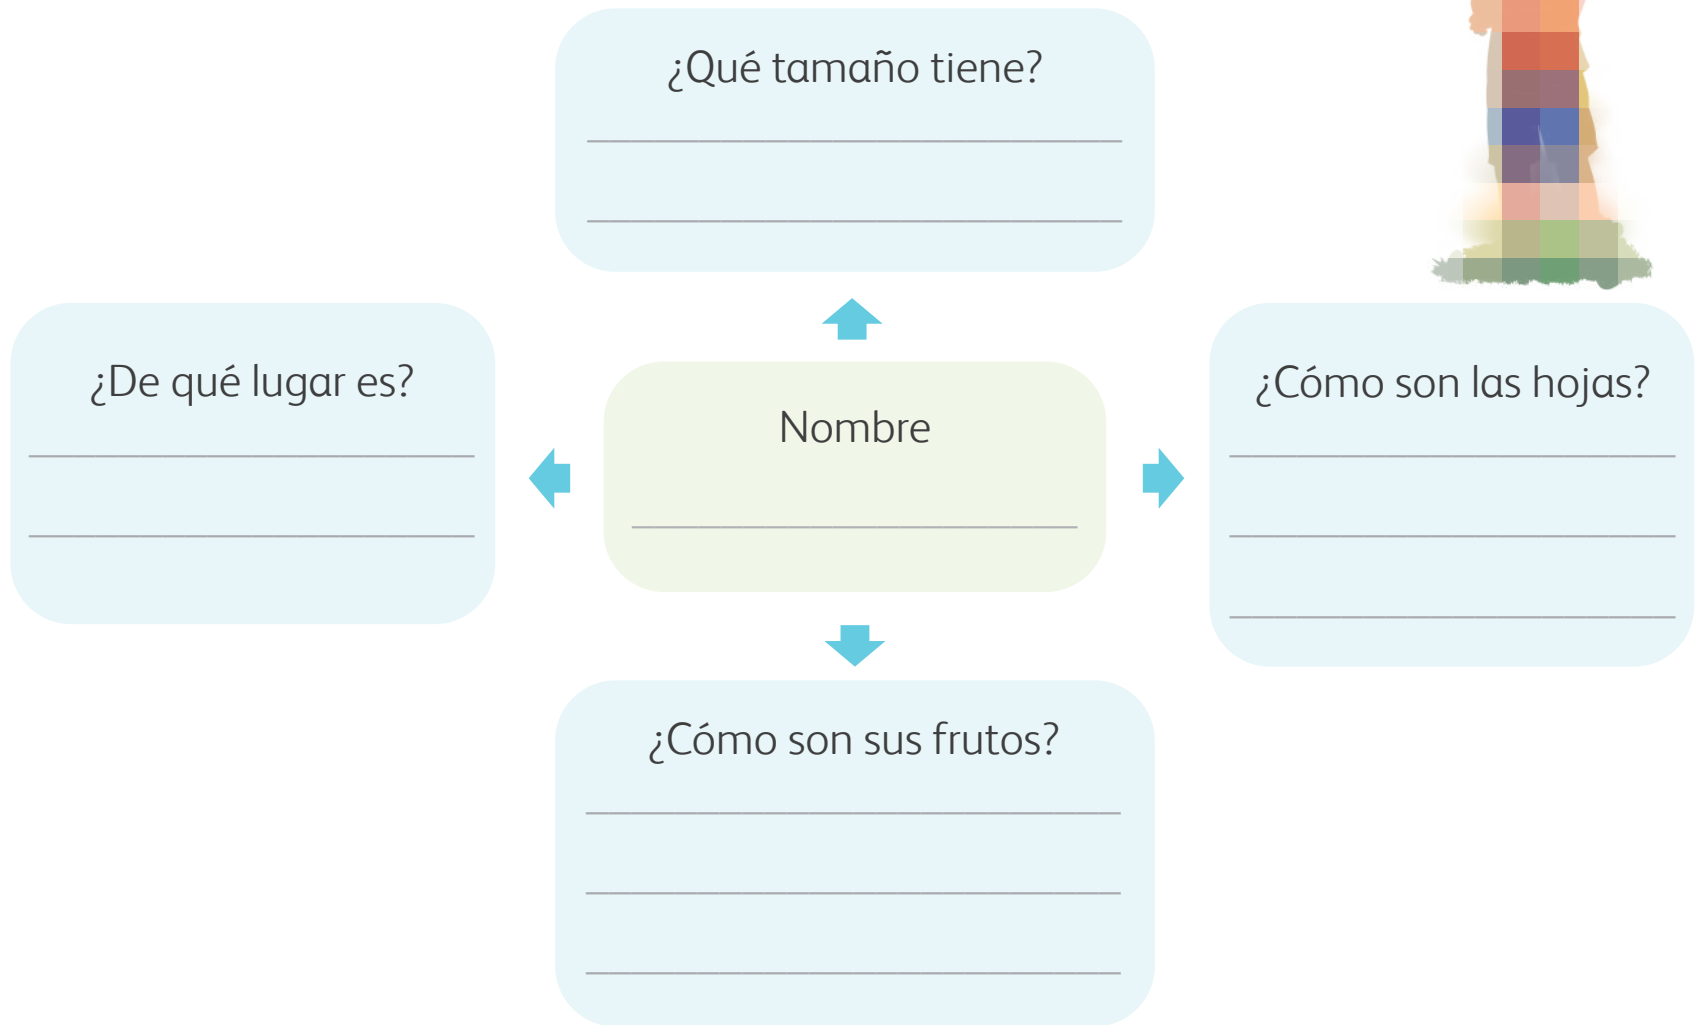 ¿Qué tamaño tiene?
¿De qué lugar es?
Nombre
¿Cómo son las hojas?
¿Cómo son sus frutos?